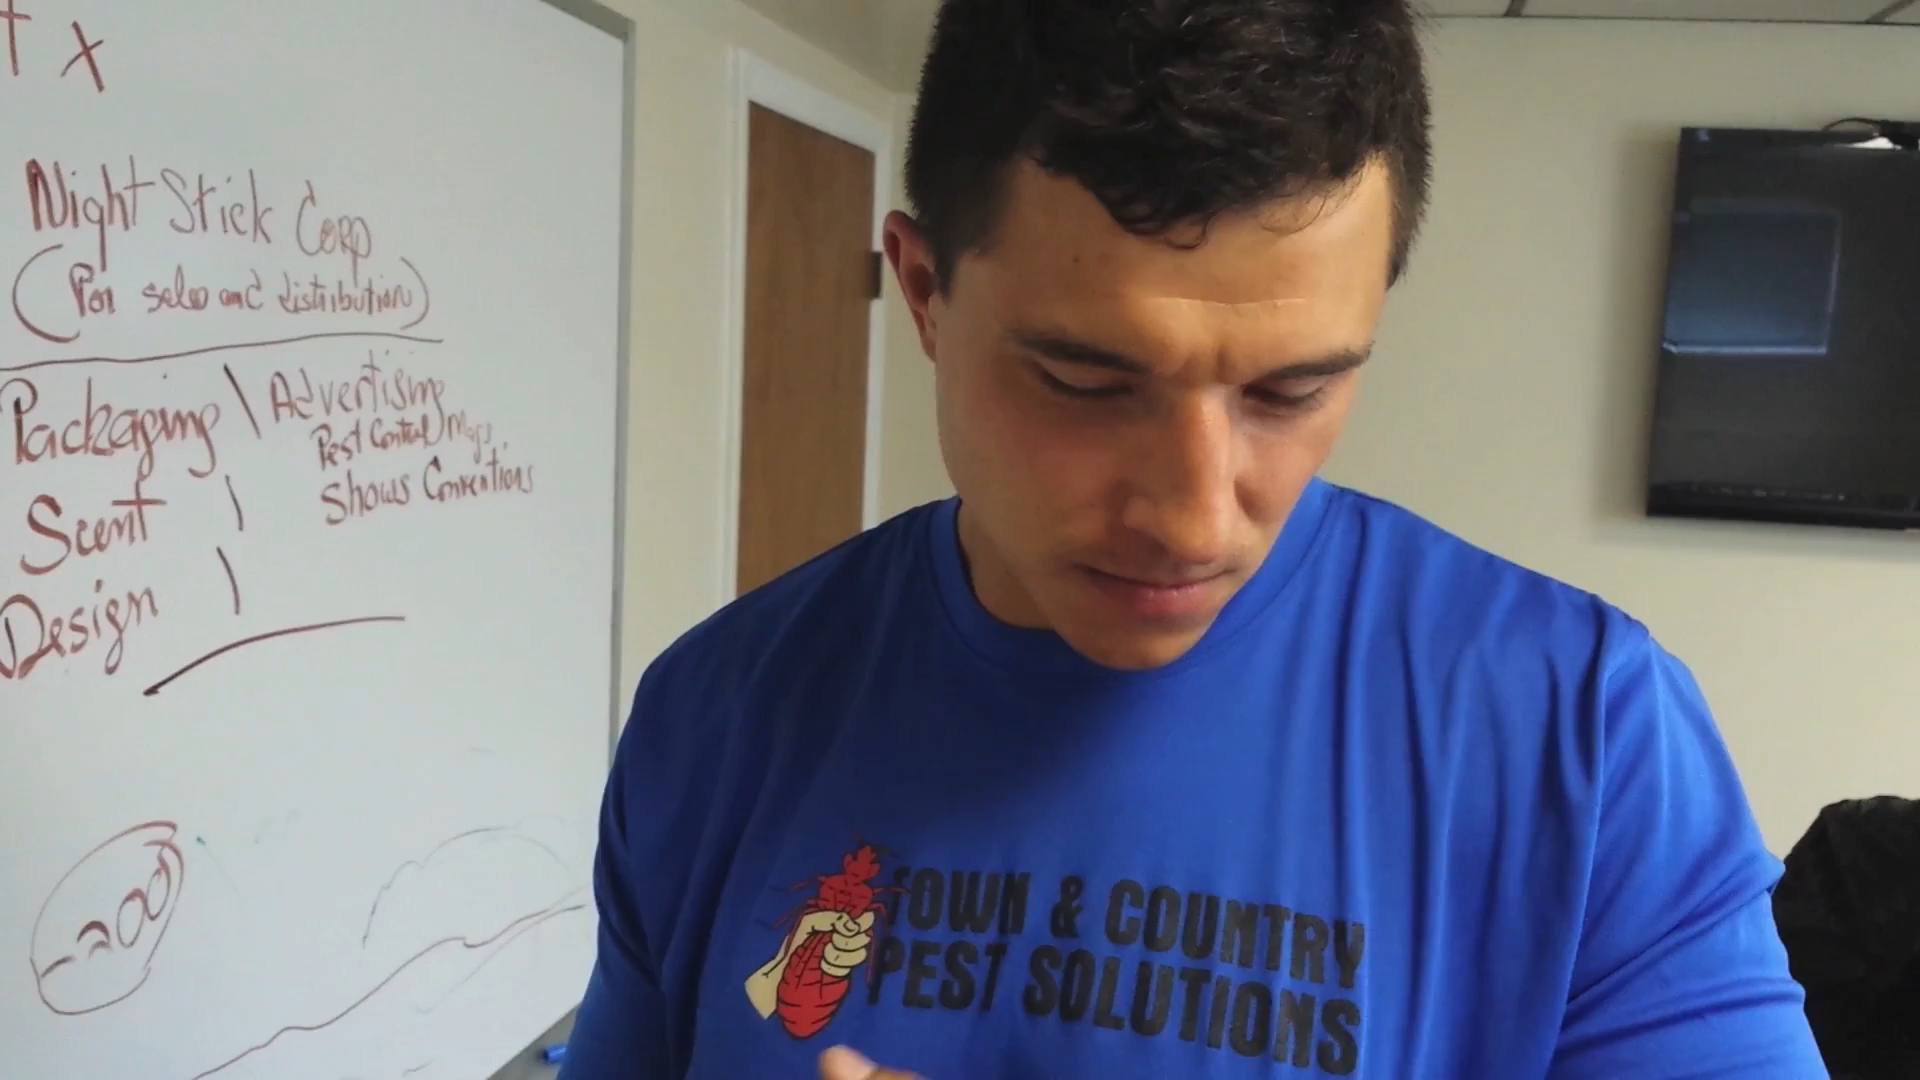 t x
Night Stick Corp
(For sales and distribution)
Packaging \ Advertising
Pest Control Mags,
Shows Conventions
Scent
Design
TOWN & COUNTRY
PEST SOLUTIONS